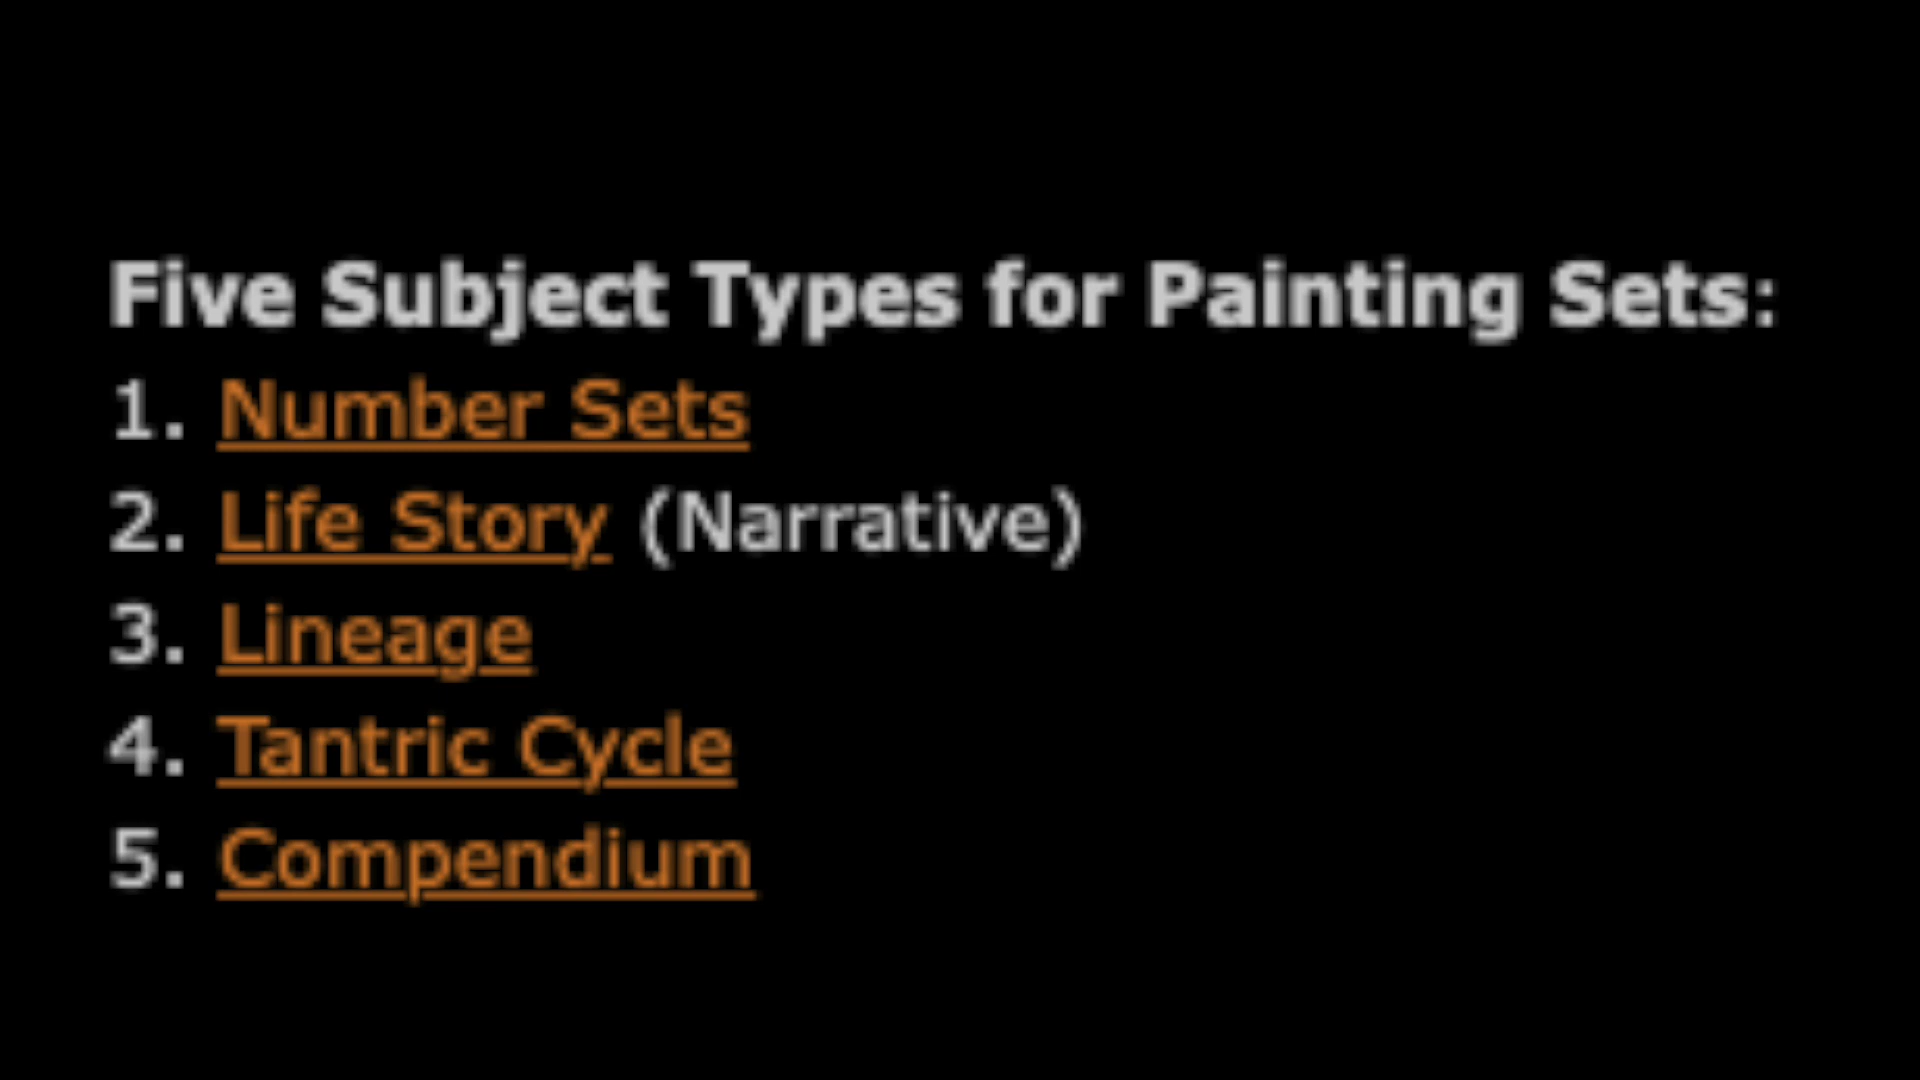 Five Subject Types for Painting Sets:
1. Number Sets
2. Life Story (Narrative)
3. Lineage
4. Tantric Cycle
5. Compendium